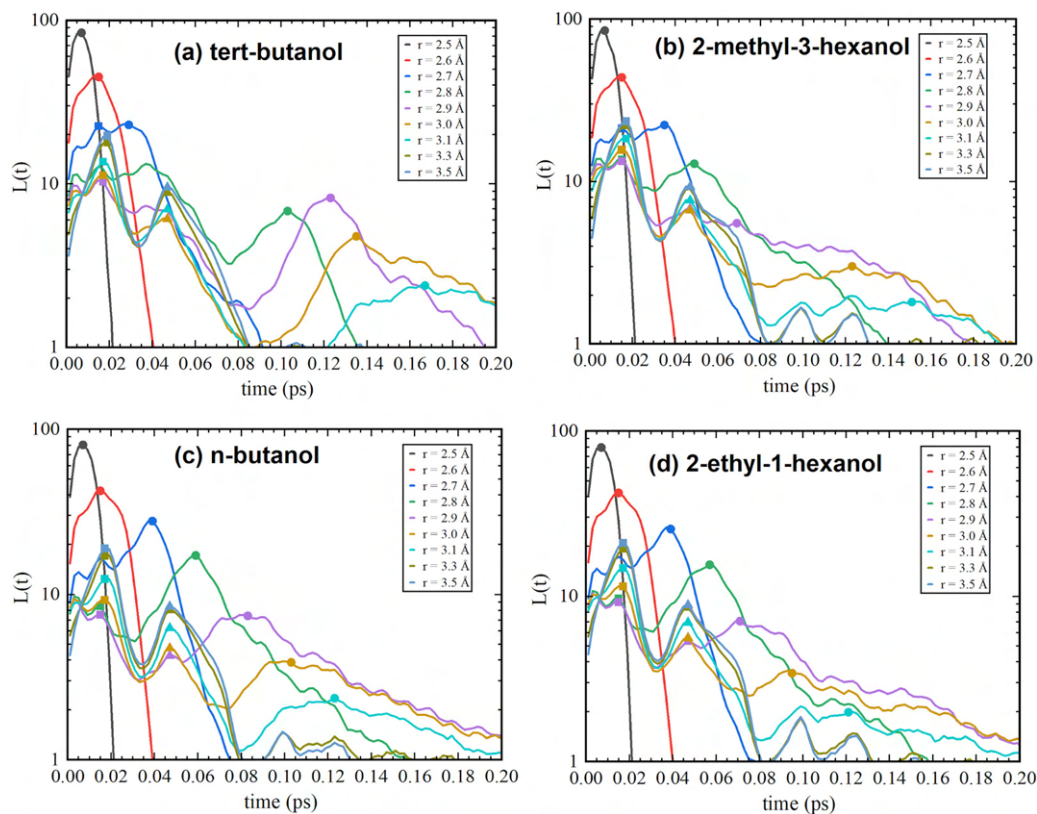 (a) tert-butanol
r = 2.5 Å
r = 2.6 Å
r = 2.7 Å
r = 2.8 Å
r = 2.9 Å
r = 3.0 Å
r = 3.1 Å
r = 3.3 Å
r = 3.5 Å
100
10
1
L(t)
0.00 0.02 0.04 0.06 0.08 0.10 0.12 0.14 0.16 0.18 0.20
time (ps)
(b) 2-methyl-3-hexanol
r = 2.5 Å
r = 2.6 Å
r = 2.7 Å
r = 2.8 Å
r = 2.9 Å
r = 3.0 Å
r = 3.1 Å
r = 3.3 Å
r = 3.5 Å
100
10
1
L(t)
0.00 0.02 0.04 0.06 0.08 0.10 0.12 0.14 0.16 0.18 0.20
time (ps)
(c) n-butanol
r = 2.5 Å
r = 2.6 Å
r = 2.7 Å
r = 2.8 Å
r = 2.9 Å
r = 3.0 Å
r = 3.1 Å
r = 3.3 Å
r = 3.5 Å
100
10
1
L(t)
0.00 0.02 0.04 0.06 0.08 0.10 0.12 0.14 0.16 0.18 0.20
time (ps)
(d) 2-ethyl-1-hexanol
r = 2.5 Å
r = 2.6 Å
r = 2.7 Å
r = 2.8 Å
r = 2.9 Å
r = 3.0 Å
r = 3.1 Å
r = 3.3 Å
r = 3.5 Å
100
10
1
L(t)
0.00 0.02 0.04 0.06 0.08 0.10 0.12 0.14 0.16 0.18 0.20
time (ps)